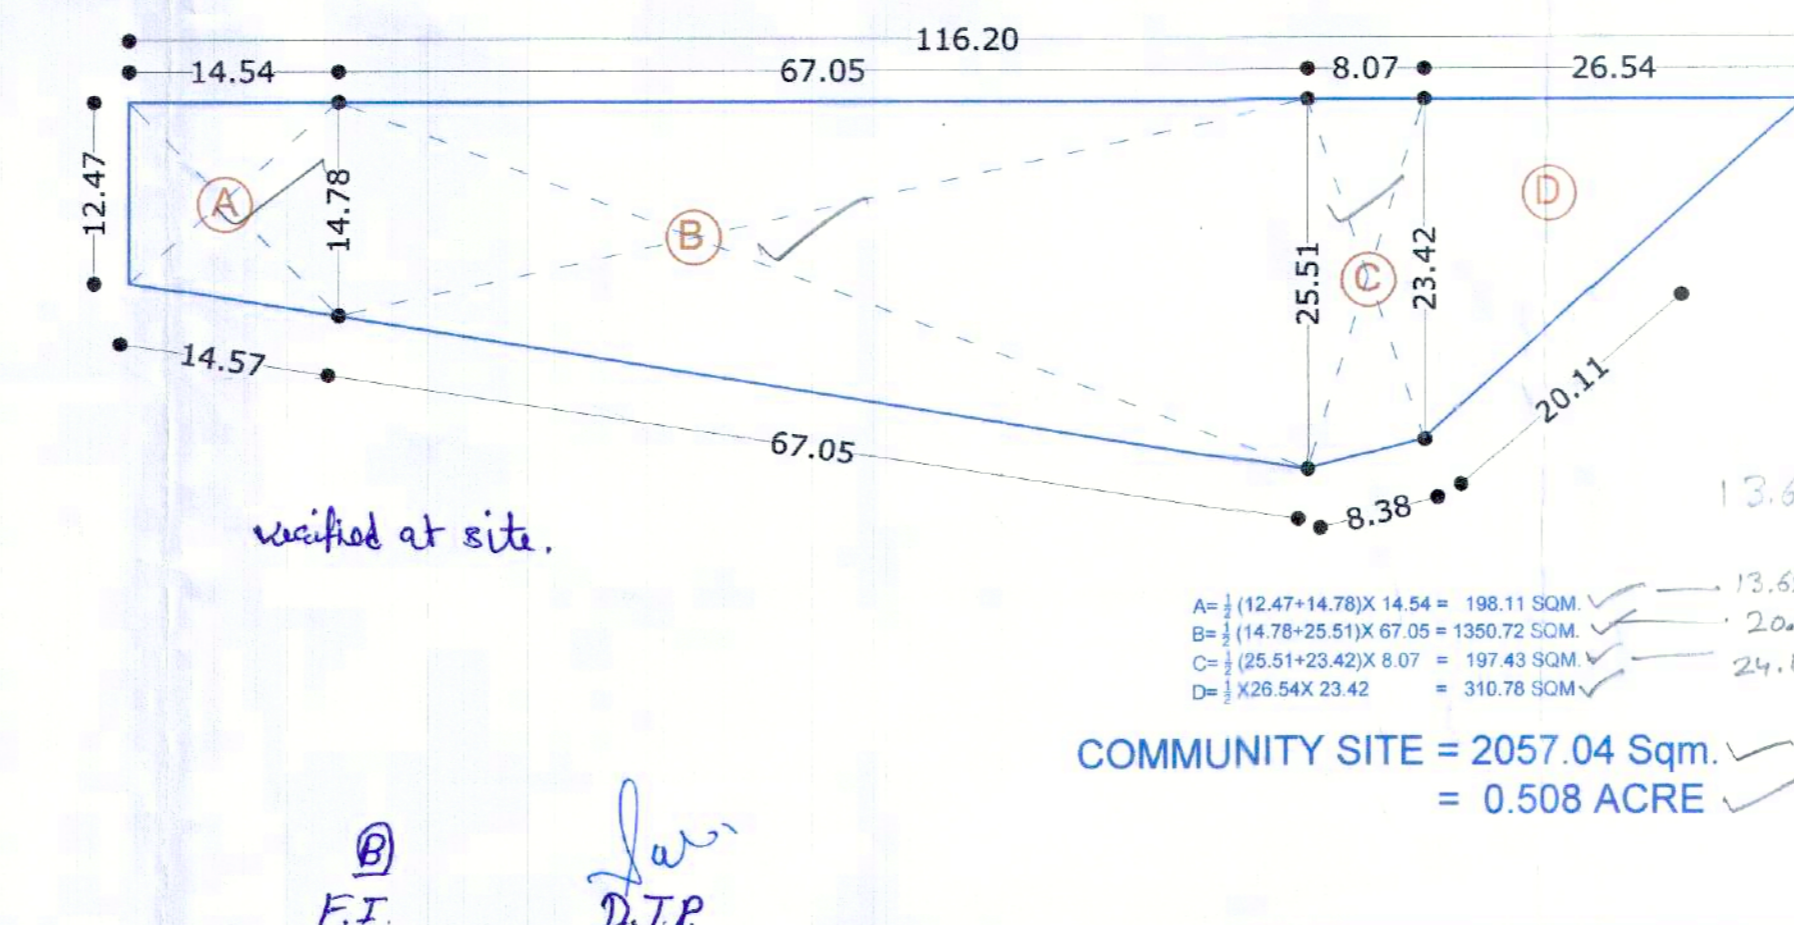 116.20
14.54 67.05 8.07 26.54
12.47
A
14.78
B
25.51
C
23.42
D
14.57
67.05
8.38
20.11
verified at site.
A= ½ (12.47+14.78)X 14.54 = 198.11 SQM.
B= ½ (14.78+25.51)X 67.05 = 1350.72 SQM.
C= ½ (25.51+23.42)X 8.07 = 197.43 SQM.
D= ½ X26.54X 23.42 = 310.78 SQM
COMMUNITY SITE = 2057.04 Sqm.
= 0.508 ACRE
B
F.I.
D.T.P.